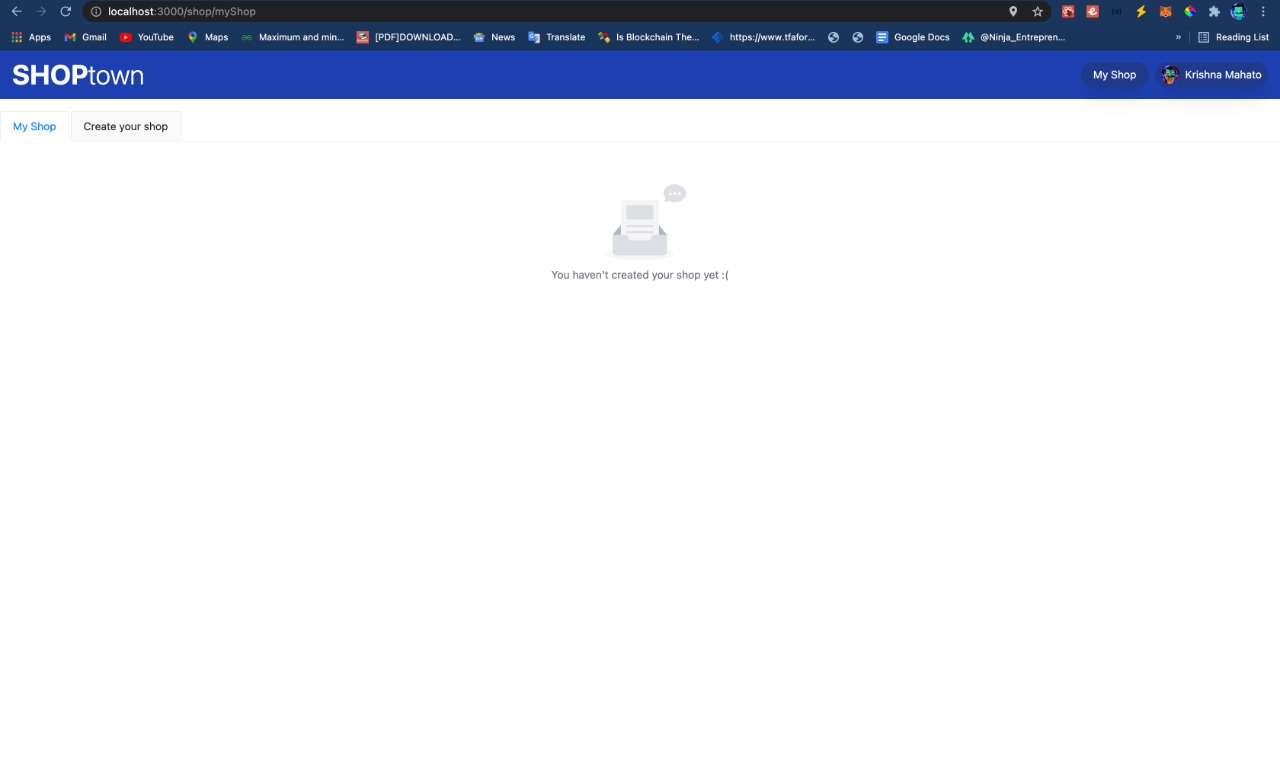 localhost:3000/shop/myShop
Apps Gmail YouTube Maps Maximum and min... [PDF]DOWNLOAD... News Translate Is Blockchain The... https://www.tfafor... Google Docs @Ninja_Entrepren... » Reading List
SHOPtown My Shop Krishna Mahato
My Shop Create your shop
You haven't created your shop yet :(